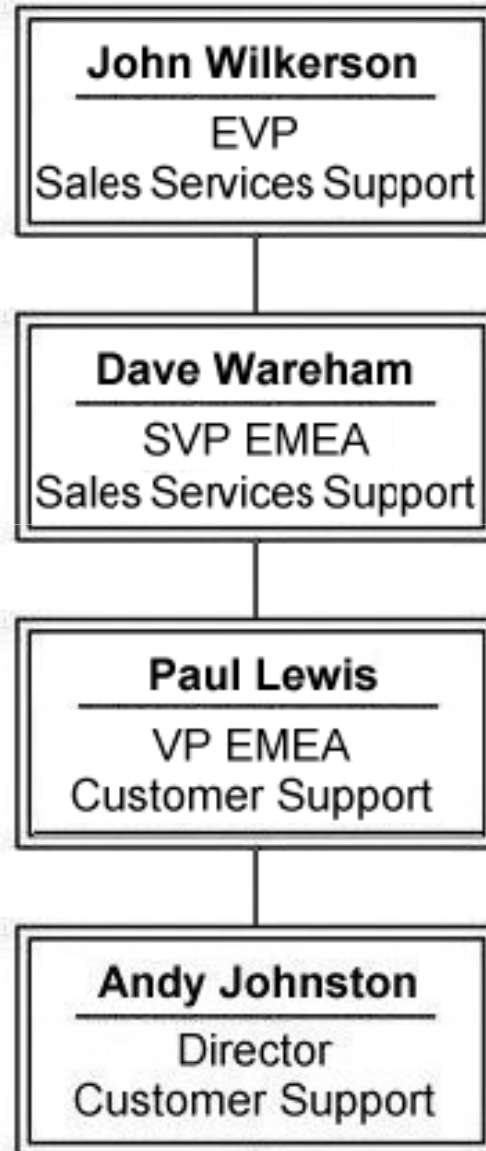 John Wilkerson
EVP
Sales Services Support
Dave Wareham
SVP EMEA
Sales Services Support
Paul Lewis
VP EMEA
Customer Support
Andy Johnston
Director
Customer Support